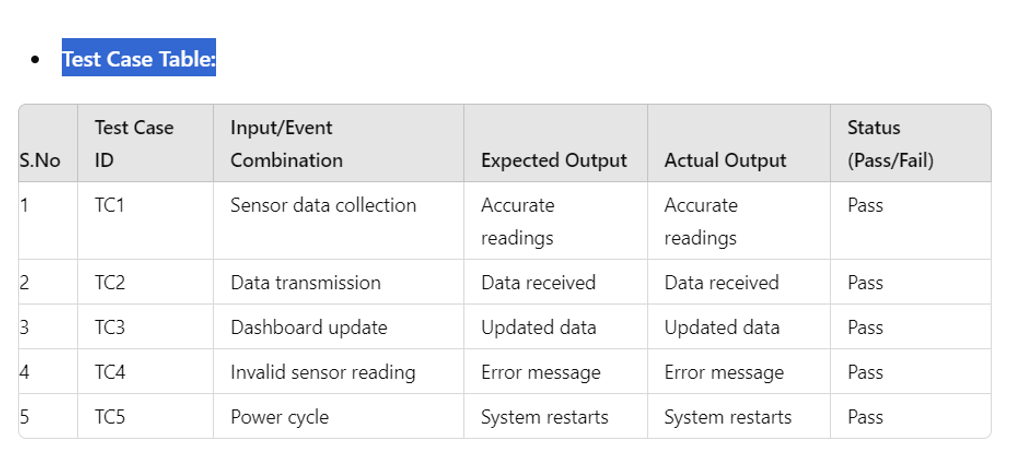 Test Case Table:
S.No Test Case ID Input/Event Combination Expected Output Actual Output Status (Pass/Fail)
1 TC1 Sensor data collection Accurate readings Accurate readings Pass
2 TC2 Data transmission Data received Data received Pass
3 TC3 Dashboard update Updated data Updated data Pass
4 TC4 Invalid sensor reading Error message Error message Pass
5 TC5 Power cycle System restarts System restarts Pass